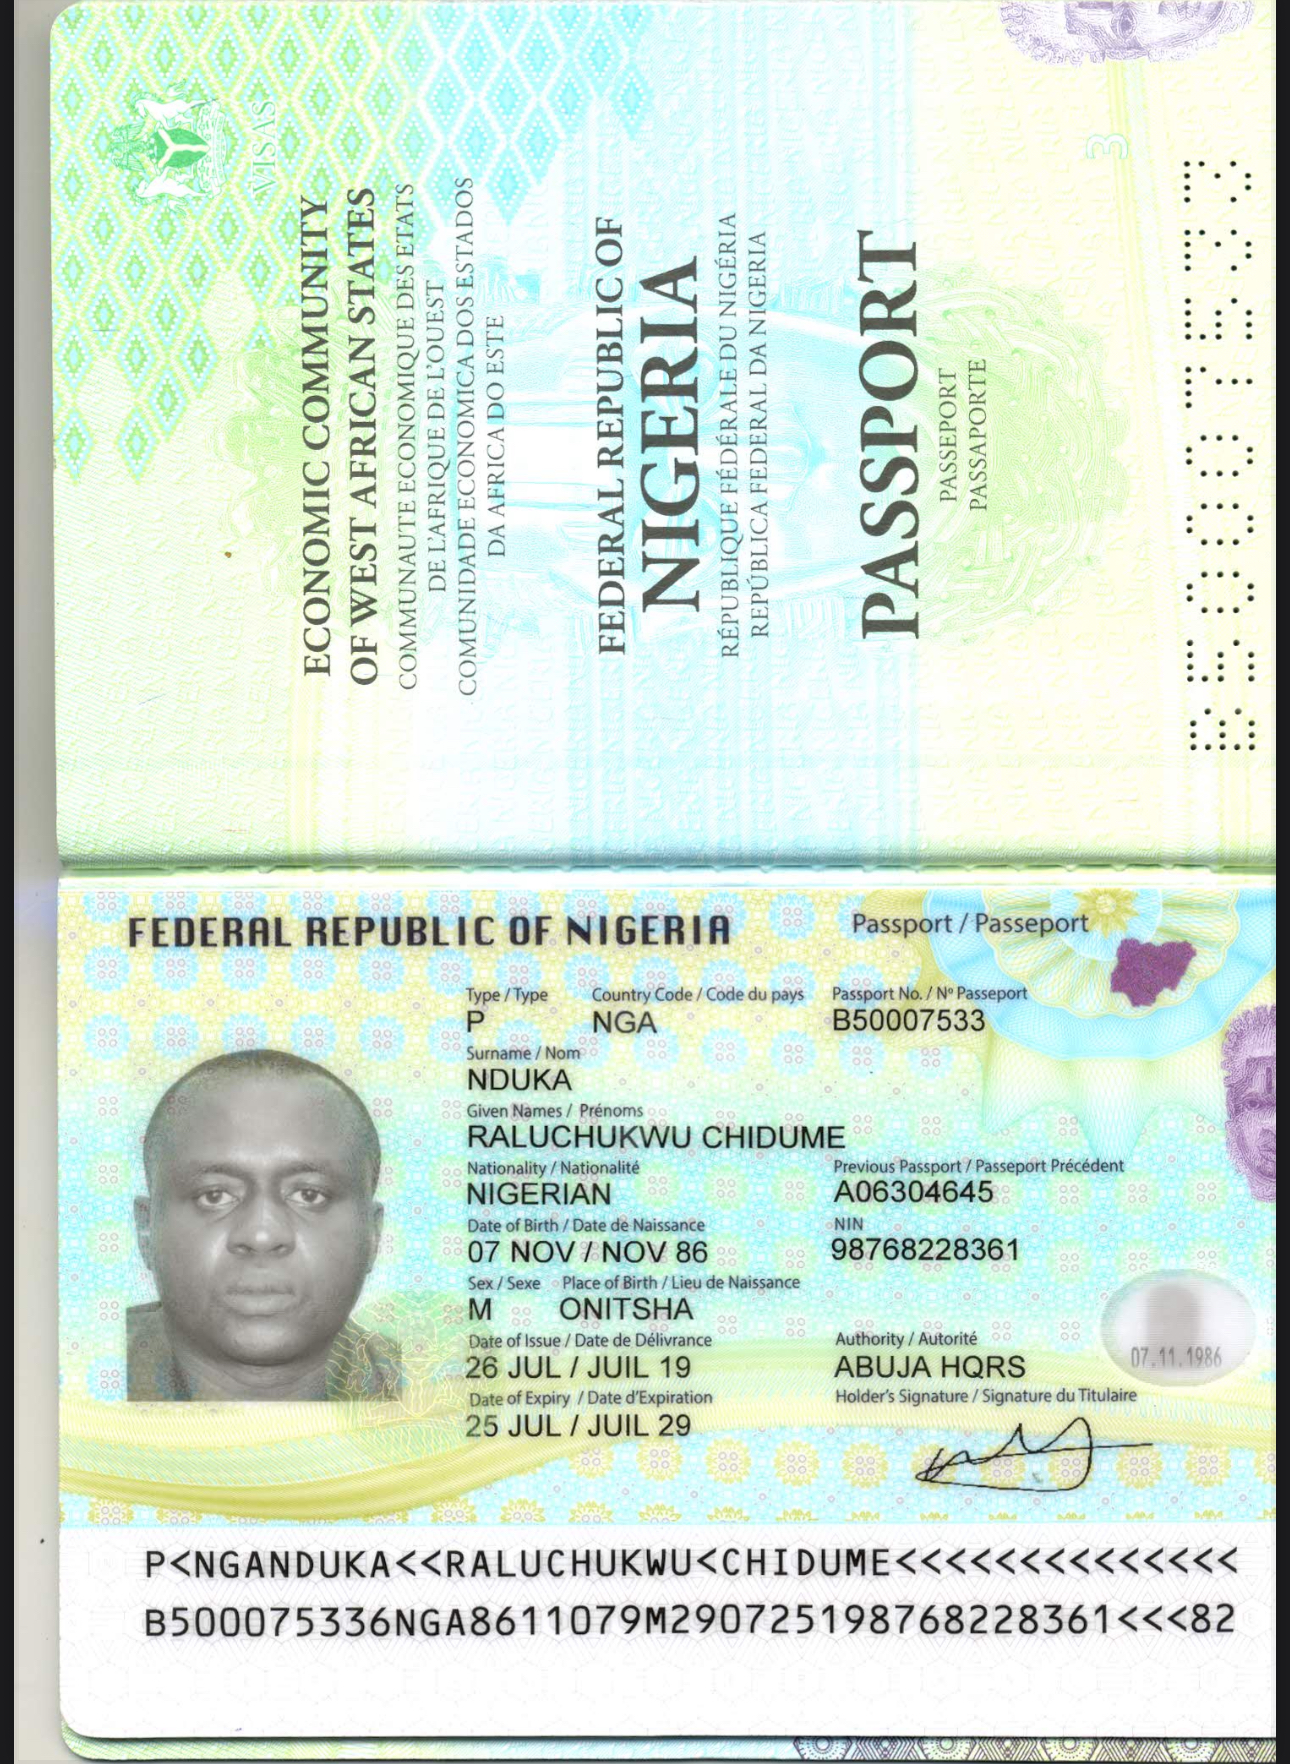 VISAS
ECONOMIC COMMUNITY
OF WEST AFRICAN STATES
COMMUNAUTE ECONOMIQUE DES ETATS
DE L'AFRIQUE DE L'OUEST
COMUNIDADE ECONOMICA DOS ESTADOS
DA AFRICA DO ESTE
FEDERAL REPUBLIC OF
NIGERIA
RÉPUBLIQUE FÉDÉRALE DU NIGÉRIA
REPÚBLICA FEDERAL DA NIGERIA
PASSPORT
PASSEPORT
PASSAPORTE
3
B50007533
FEDERAL REPUBLIC OF NIGERIA Passport / Passeport
Type / Type Country Code / Code du pays Passport No. / Nº Passeport
P NGA B50007533
Surname / Nom
NDUKA
Given Names / Prénoms
RALUCHUKWU CHIDUME
Nationality / Nationalité Previous Passport / Passeport Précédent
NIGERIAN A06304645
Date of Birth / Date de Naissance NIN
07 NOV / NOV 86 98768228361
Sex / Sexe Place of Birth / Lieu de Naissance
M ONITSHA
Date of Issue / Date de Délivrance Authority / Autorité
26 JUL / JUIL 19 ABUJA HQRS
07.11.1986
Date of Expiry / Date d'Expiration Holder's Signature / Signature du Titulaire
25 JUL / JUIL 29
P<NGANDUKA<<RALUCHUKWU<CHIDUME<<<<<<<<<<<<<<
B500075336NGA8611079M290725198768228361<<<82